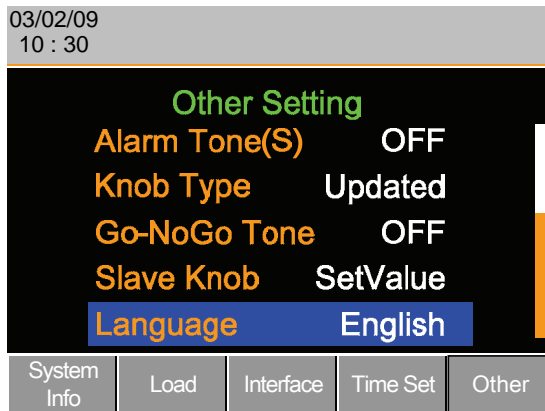 03/02/09
10 : 30
Other Setting
Alarm Tone(S) OFF
Knob Type Updated
Go-NoGo Tone OFF
Slave Knob SetValue
Language English
System Info Load Interface Time Set Other